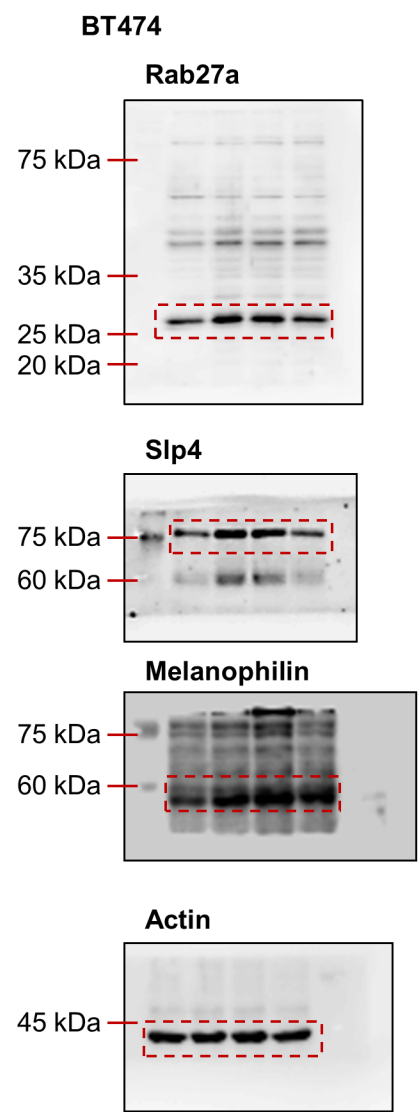 BT474
Rab27a
75 kDa
35 kDa
25 kDa
20 kDa
Slp4
75 kDa
60 kDa
Melanophilin
75 kDa
60 kDa
Actin
45 kDa